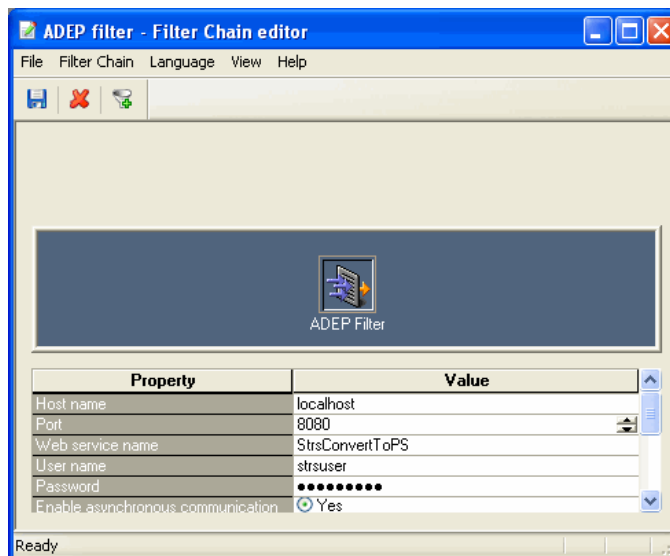 ADEP filter - Filter Chain editor
File Filter Chain Language View Help
ADEP Filter
Property Value
Host name localhost
Port 8080
Web service name StrsConvertToPS
User name strsuser
Password ●●●●●●●●●
Enable asynchronous communication Yes
Ready